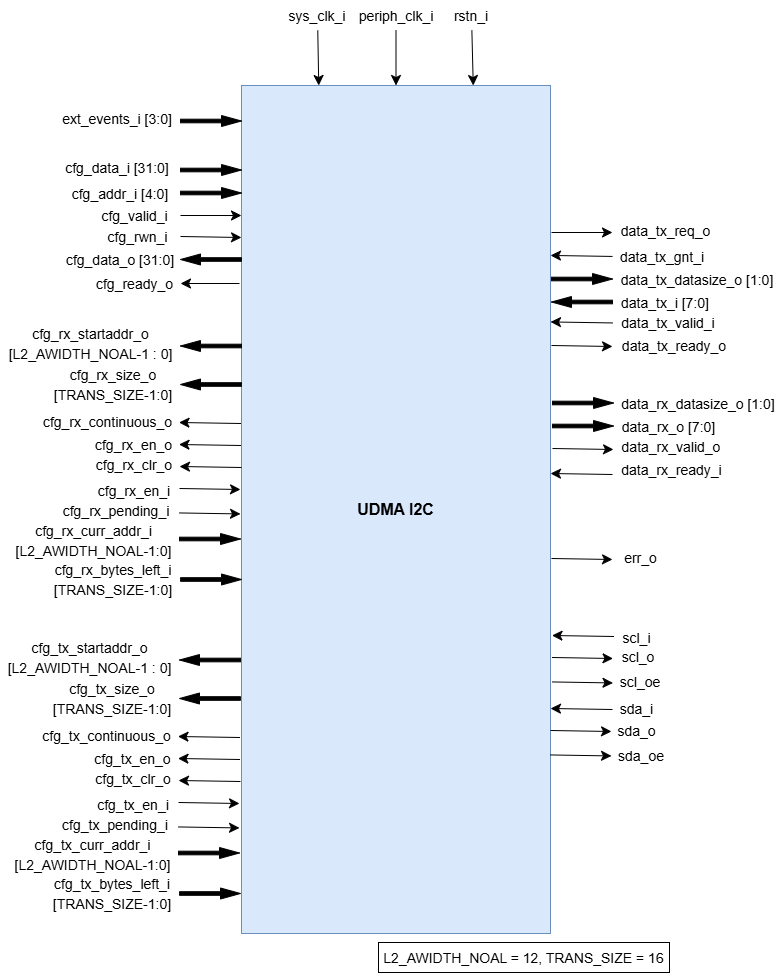 sys_clk_i periph_clk_i rstn_i
ext_events_i [3:0]
cfg_data_i [31:0]
cfg_addr_i [4:0]
cfg_valid_i
cfg_rwn_i
cfg_data_o [31:0]
cfg_ready_o
cfg_rx_startaddr_o
[L2_AWIDTH_NOAL-1 : 0]
cfg_rx_size_o
[TRANS_SIZE-1:0]
cfg_rx_continuous_o
cfg_rx_en_o
cfg_rx_clr_o
cfg_rx_en_i
cfg_rx_pending_i
cfg_rx_curr_addr_i
[L2_AWIDTH_NOAL-1:0]
cfg_rx_bytes_left_i
[TRANS_SIZE-1:0]
cfg_tx_startaddr_o
[L2_AWIDTH_NOAL-1 : 0]
cfg_tx_size_o
[TRANS_SIZE-1:0]
cfg_tx_continuous_o
cfg_tx_en_o
cfg_tx_clr_o
cfg_tx_en_i
cfg_tx_pending_i
cfg_tx_curr_addr_i
[L2_AWIDTH_NOAL-1:0]
cfg_tx_bytes_left_i
[TRANS_SIZE-1:0]
UDMA I2C
data_tx_req_o
data_tx_gnt_i
data_tx_datasize_o [1:0]
data_tx_i [7:0]
data_tx_valid_i
data_tx_ready_o
data_rx_datasize_o [1:0]
data_rx_o [7:0]
data_rx_valid_o
data_rx_ready_i
err_o
scl_i
scl_o
scl_oe
sda_i
sda_o
sda_oe
L2_AWIDTH_NOAL = 12, TRANS_SIZE = 16